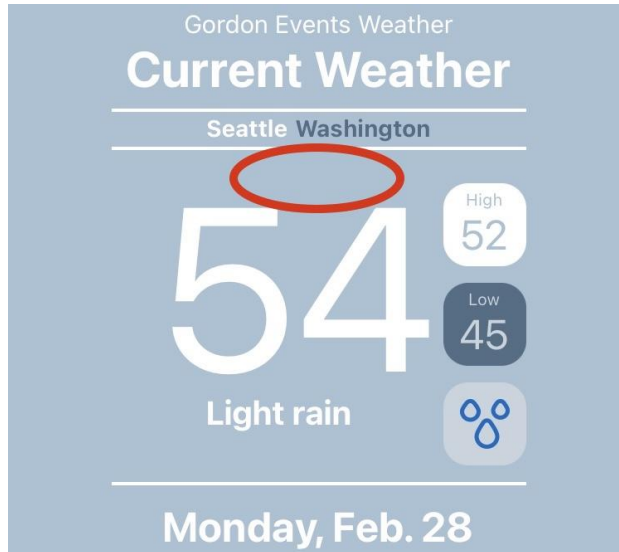 Gordon Events Weather
Current Weather
Seattle Washington
54
High
52
Low
45
Light rain
Monday, Feb. 28